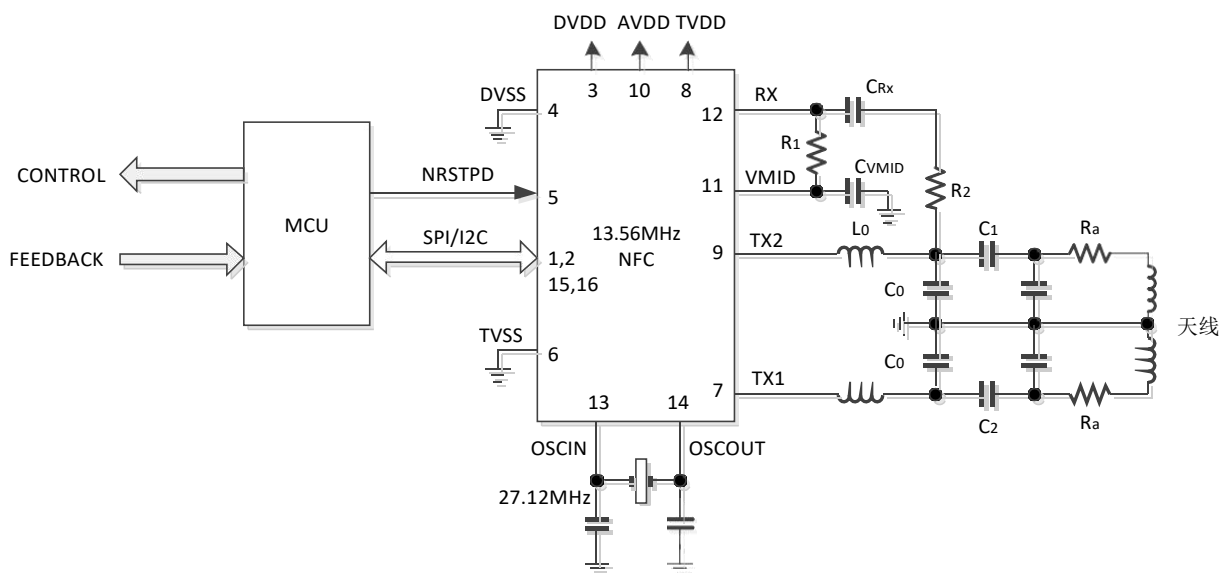 DVDD AVDD TVDD
3 10 8
DVSS
4
RX
12
CRx
R1
CVMID
VMID
11
R2
CONTROL
FEEDBACK
MCU
NRSTPD
5
SPI/I2C
1,2
15,16
13.56MHz
NFC
TX2
9
L0
C1
Ra
C0
天线
C0
TVSS
6
TX1
7
C2
Ra
13 14
OSCIN OSCOUT
27.12MHz